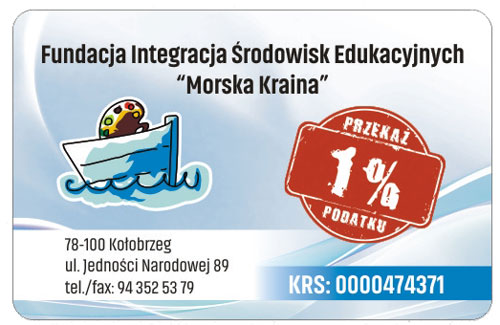 Fundacja Integracja Środowisk Edukacyjnych
“Morska Kraina”
PRZEKAŻ
1%
PODATKU
78-100 Kołobrzeg
ul. Jedności Narodowej 89
tel./fax: 94 352 53 79
KRS: 0000474371